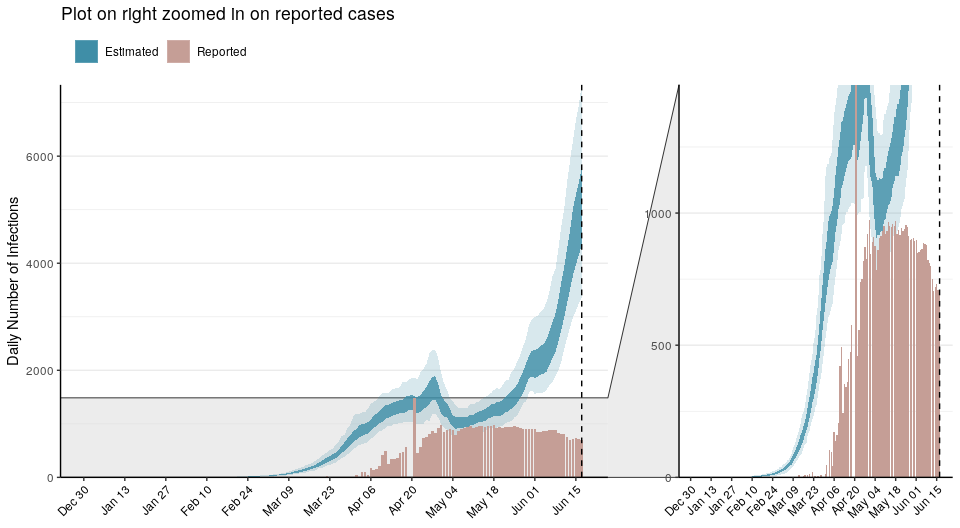 Plot on right zoomed in on reported cases
Estimated Reported
Daily Number of Infections
6000
4000
2000
0
Dec 30 Jan 13 Jan 27 Feb 10 Feb 24 Mar 09 Mar 23 Apr 06 Apr 20 May 04 May 18 Jun 01 Jun 15
1000
500
0
Dec 30 Jan 13 Jan 27 Feb 10 Feb 24 Mar 09 Mar 23 Apr 06 Apr 20 May 04 May 18 Jun 01 Jun 15